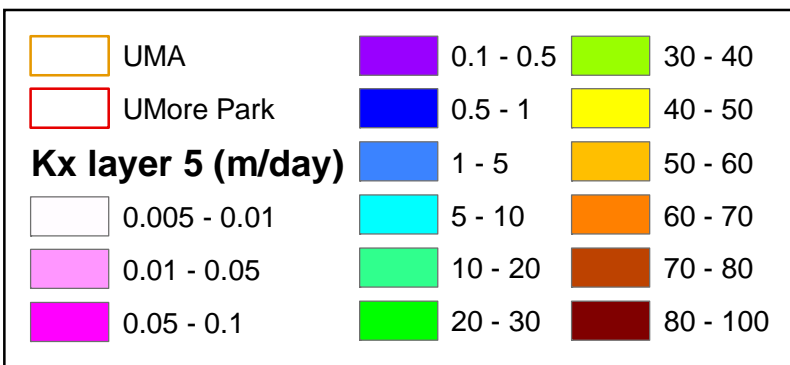 UMA
UMore Park
Kx layer 5 (m/day)
0.005 - 0.01
0.01 - 0.05
0.05 - 0.1
0.1 - 0.5
0.5 - 1
1 - 5
5 - 10
10 - 20
20 - 30
30 - 40
40 - 50
50 - 60
60 - 70
70 - 80
80 - 100